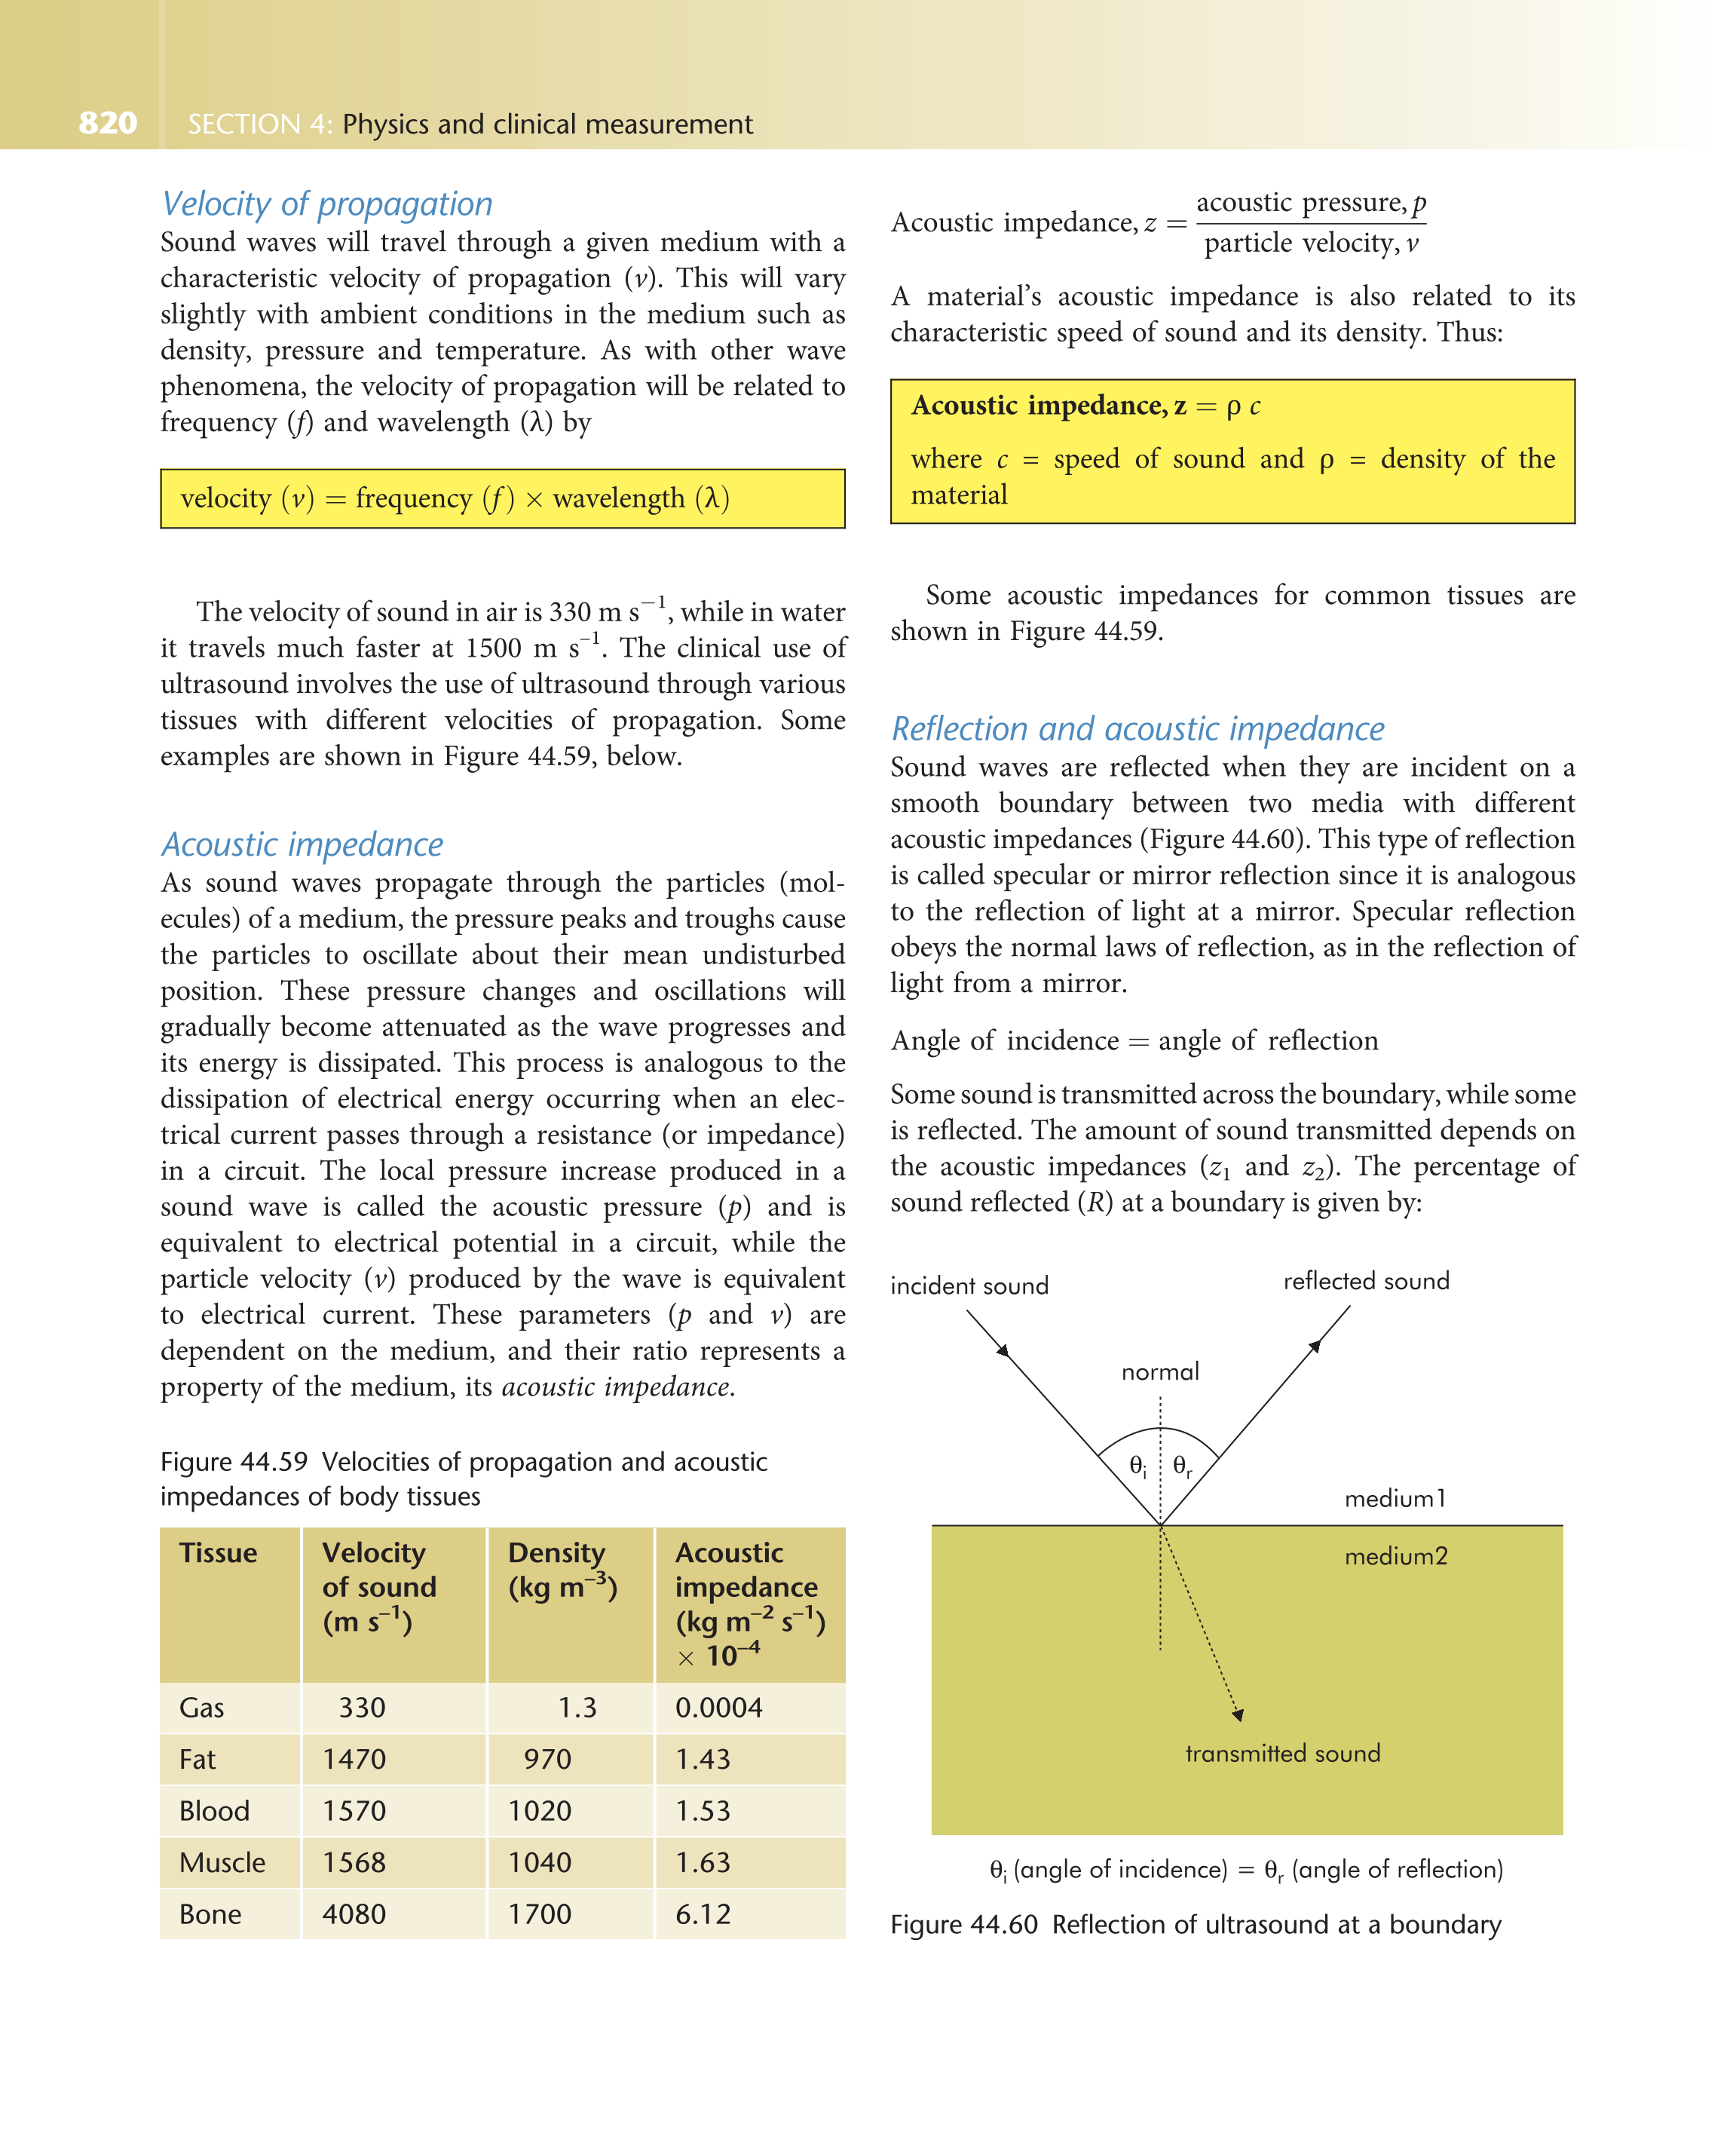 820 SECTION 4: Physics and clinical measurement
Velocity of propagation
Sound waves will travel through a given medium with a
characteristic velocity of propagation (v). This will vary
slightly with ambient conditions in the medium such as
density, pressure and temperature. As with other wave
phenomena, the velocity of propagation will be related to
frequency (f) and wavelength (λ) by
velocity (v) = frequency (f) × wavelength (λ)
The velocity of sound in air is 330 m s⁻¹, while in water
it travels much faster at 1500 m s⁻¹. The clinical use of
ultrasound involves the use of ultrasound through various
tissues with different velocities of propagation. Some
examples are shown in Figure 44.59, below.
Acoustic impedance
As sound waves propagate through the particles (mol-
ecules) of a medium, the pressure peaks and troughs cause
the particles to oscillate about their mean undisturbed
position. These pressure changes and oscillations will
gradually become attenuated as the wave progresses and
its energy is dissipated. This process is analogous to the
dissipation of electrical energy occurring when an elec-
trical current passes through a resistance (or impedance)
in a circuit. The local pressure increase produced in a
sound wave is called the acoustic pressure (p) and is
equivalent to electrical potential in a circuit, while the
particle velocity (v) produced by the wave is equivalent
to electrical current. These parameters (p and v) are
dependent on the medium, and their ratio represents a
property of the medium, its acoustic impedance.
Figure 44.59 Velocities of propagation and acoustic
impedances of body tissues
Tissue Velocity of sound (m s⁻¹) Density (kg m⁻³) Acoustic impedance (kg m⁻² s⁻¹) × 10⁻⁴
Gas 330 1.3 0.0004
Fat 1470 970 1.43
Blood 1570 1020 1.53
Muscle 1568 1040 1.63
Bone 4080 1700 6.12
Acoustic impedance, z = acoustic pressure, p / particle velocity, v
A material's acoustic impedance is also related to its
characteristic speed of sound and its density. Thus:
Acoustic impedance, z = ρ c
where c = speed of sound and ρ = density of the
material
Some acoustic impedances for common tissues are
shown in Figure 44.59.
Reflection and acoustic impedance
Sound waves are reflected when they are incident on a
smooth boundary between two media with different
acoustic impedances (Figure 44.60). This type of reflection
is called specular or mirror reflection since it is analogous
to the reflection of light at a mirror. Specular reflection
obeys the normal laws of reflection, as in the reflection of
light from a mirror.
Angle of incidence = angle of reflection
Some sound is transmitted across the boundary, while some
is reflected. The amount of sound transmitted depends on
the acoustic impedances (z₁ and z₂). The percentage of
sound reflected (R) at a boundary is given by:
incident sound
reflected sound
normal
θᵢ θᵣ
medium1
medium2
transmitted sound
θᵢ (angle of incidence) = θᵣ (angle of reflection)
Figure 44.60 Reflection of ultrasound at a boundary